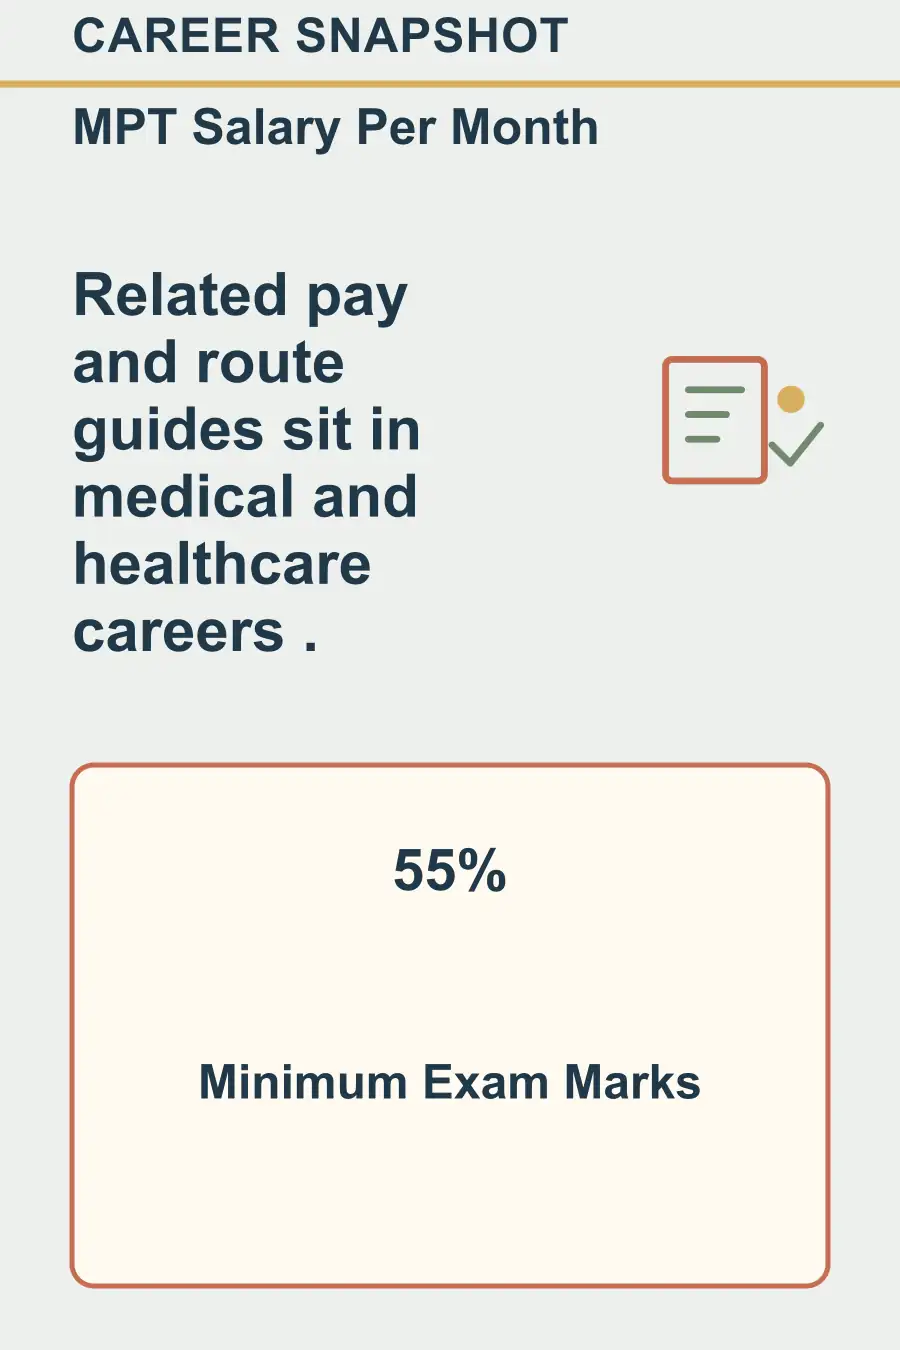 CAREER SNAPSHOT
MPT Salary Per Month
Related pay
and route
guides sit in
medical and
healthcare
careers .
55%
Minimum Exam Marks